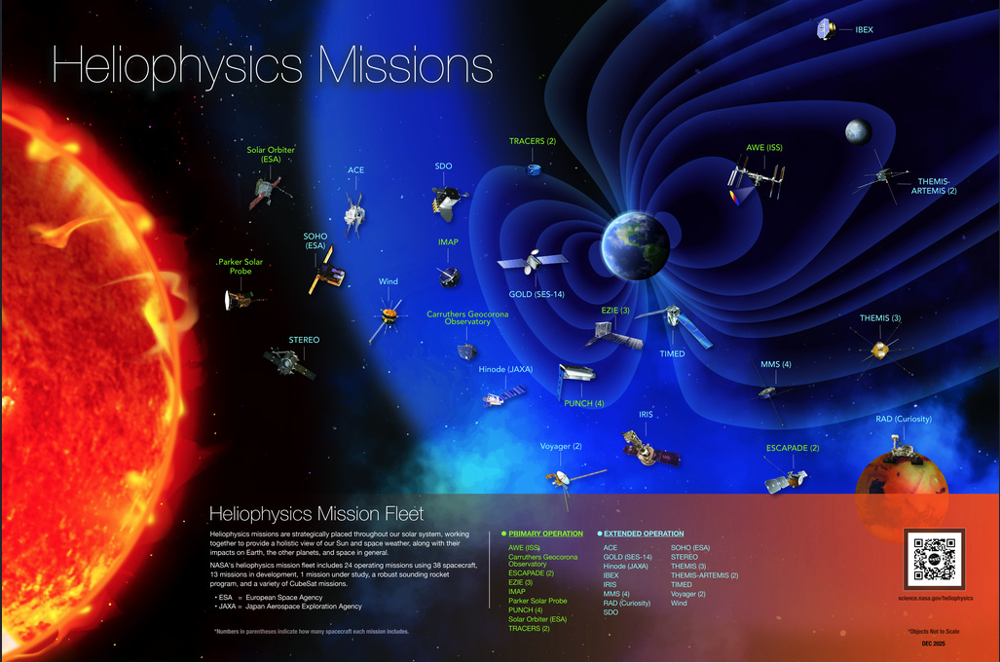 Heliophysics Missions
IBEX
TRACERS (2)
AWE (ISS)
Solar Orbiter
(ESA)
ACE
SDO
THEMIS-
ARTEMIS (2)
SOHO
(ESA)
IMAP
Parker Solar
Probe
Wind
GOLD (SES-14)
Carruthers Geocorona
Observatory
EZIE (3)
THEMIS (3)
STEREO
TIMED
Hinode (JAXA)
MMS (4)
PUNCH (4)
IRIS
RAD (Curiosity)
Voyager (2)
ESCAPADE (2)
Heliophysics Mission Fleet
Heliophysics missions are strategically placed throughout our solar system, working
together to provide a holistic view of our Sun and space weather, along with their
impacts on Earth, the other planets, and space in general.
NASA's heliophysics mission fleet includes 24 operating missions using 38 spacecraft,
13 missions in development, 1 mission under study, a robust sounding rocket
program, and a variety of CubeSat missions.
• ESA = European Space Agency
• JAXA = Japan Aerospace Exploration Agency
*Numbers in parentheses indicate how many spacecraft each mission includes.
PRIMARY OPERATION
AWE (ISS)
Carruthers Geocorona
Observatory
ESCAPADE (2)
EZIE (3)
IMAP
Parker Solar Probe
PUNCH (4)
Solar Orbiter (ESA)
TRACERS (2)
EXTENDED OPERATION
ACE
GOLD (SES-14)
Hinode (JAXA)
IBEX
IRIS
MMS (4)
RAD (Curiosity)
SDO
SOHO (ESA)
STEREO
THEMIS (3)
THEMIS-ARTEMIS (2)
TIMED
Voyager (2)
Wind
science.nasa.gov/heliophysics
*Objects Not to Scale
DEC 2025